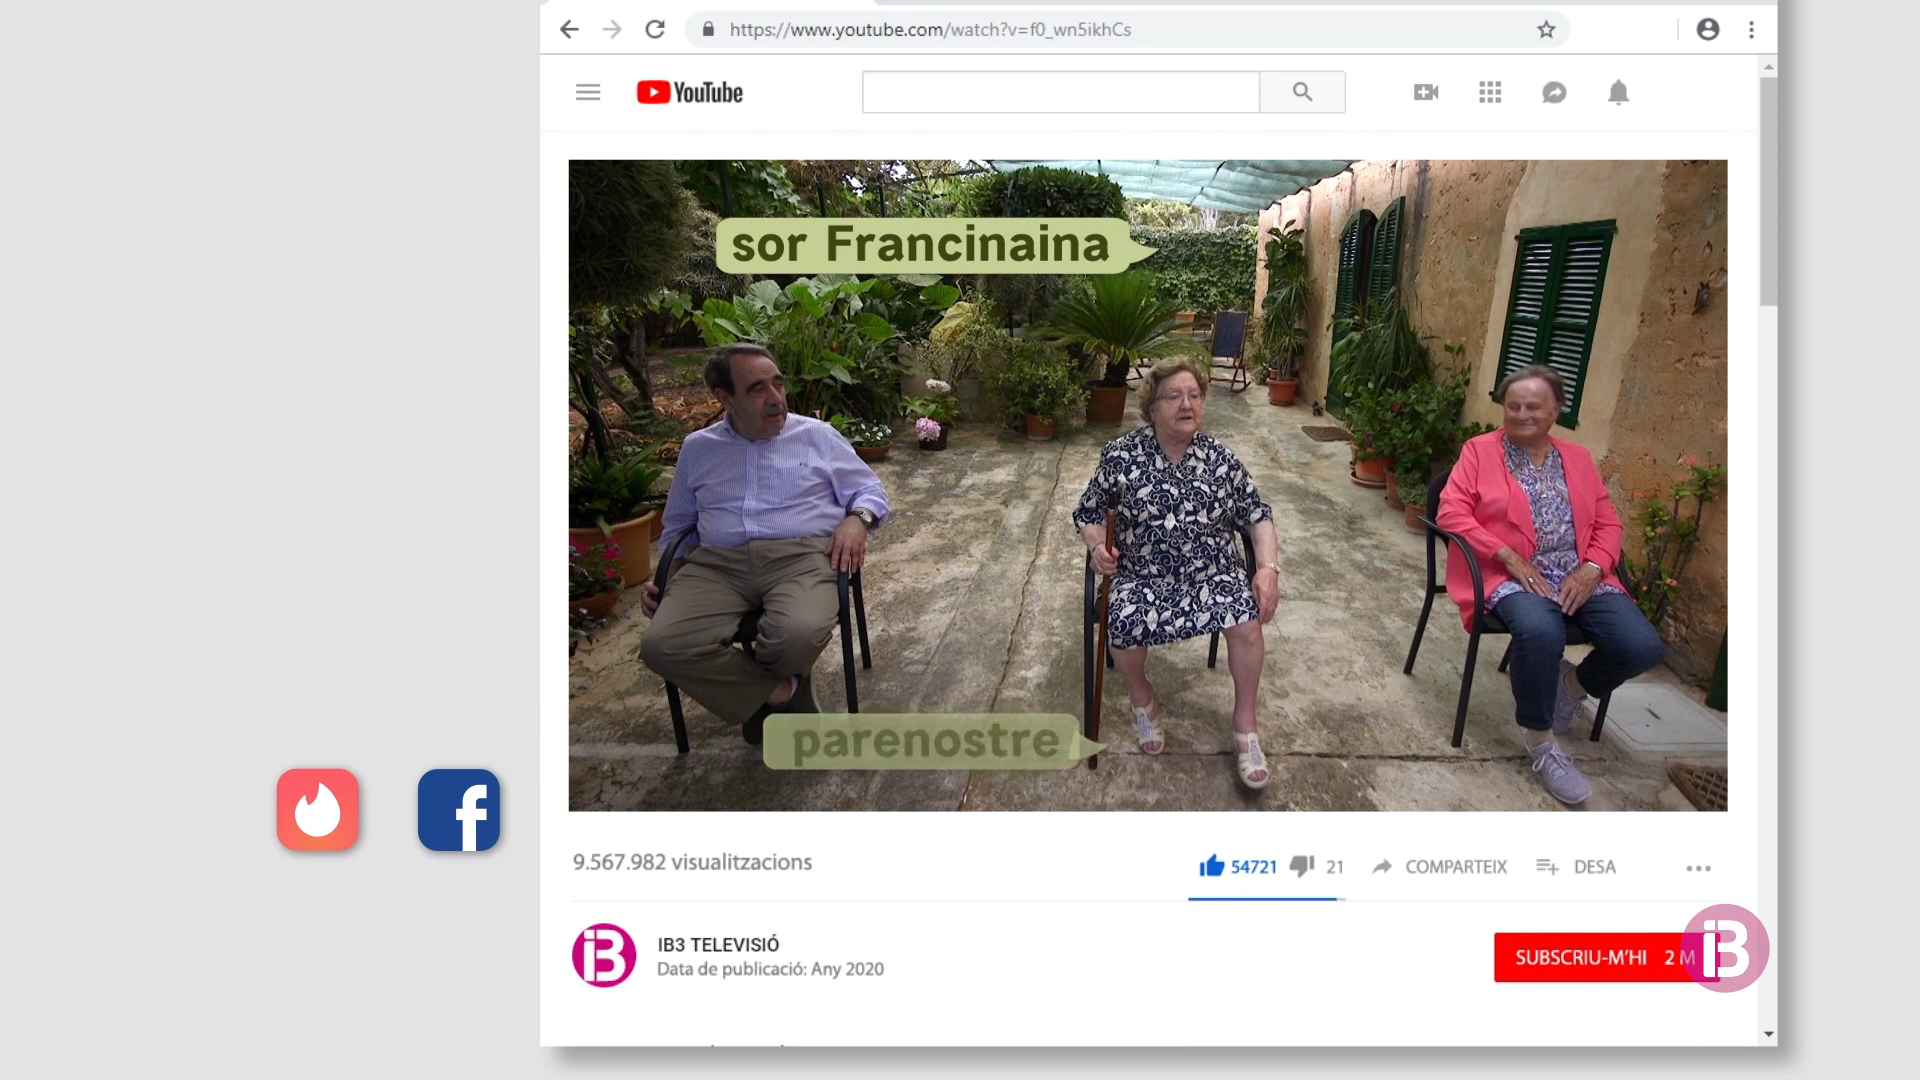 https://www.youtube.com/watch?v=f0_wn5ikhCs
YouTube
sor Francinaina
parenostre
f
9.567.982 visualitzacions
54721
21
COMPARTEIX
DESA
IB3 TELEVISIÓ
Data de publicació: Any 2020
SUBSCRIU-M'HI 2 M